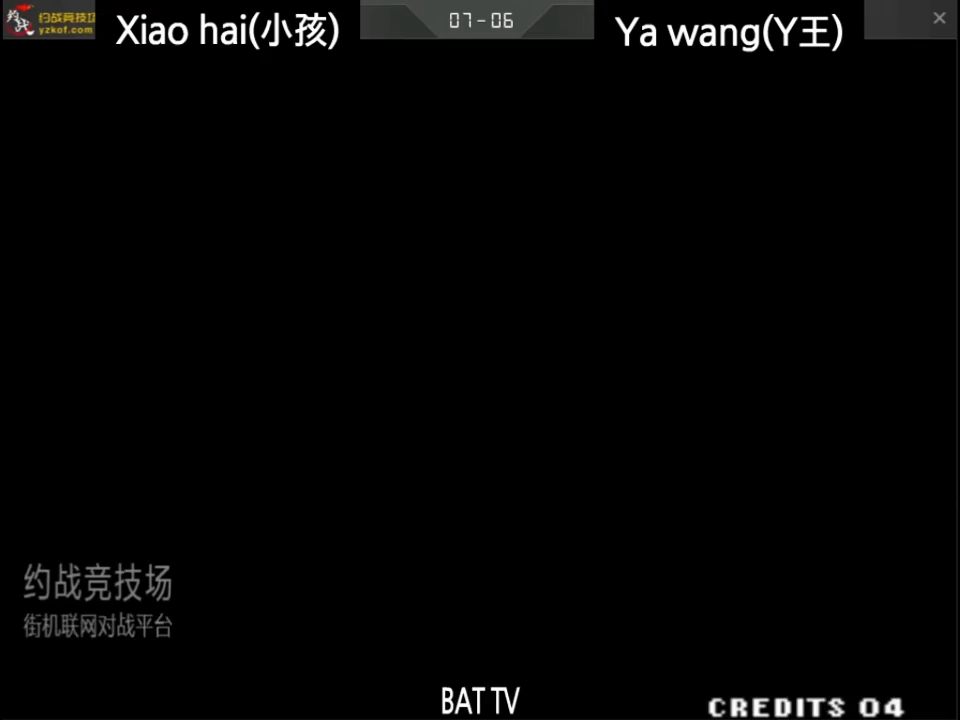 约战竞技场
yzkof.com
Xiao hai(小孩)
07-06
Ya wang(Y王)
约战竞技场
街机联网对战平台
BAT TV
CREDITS 04